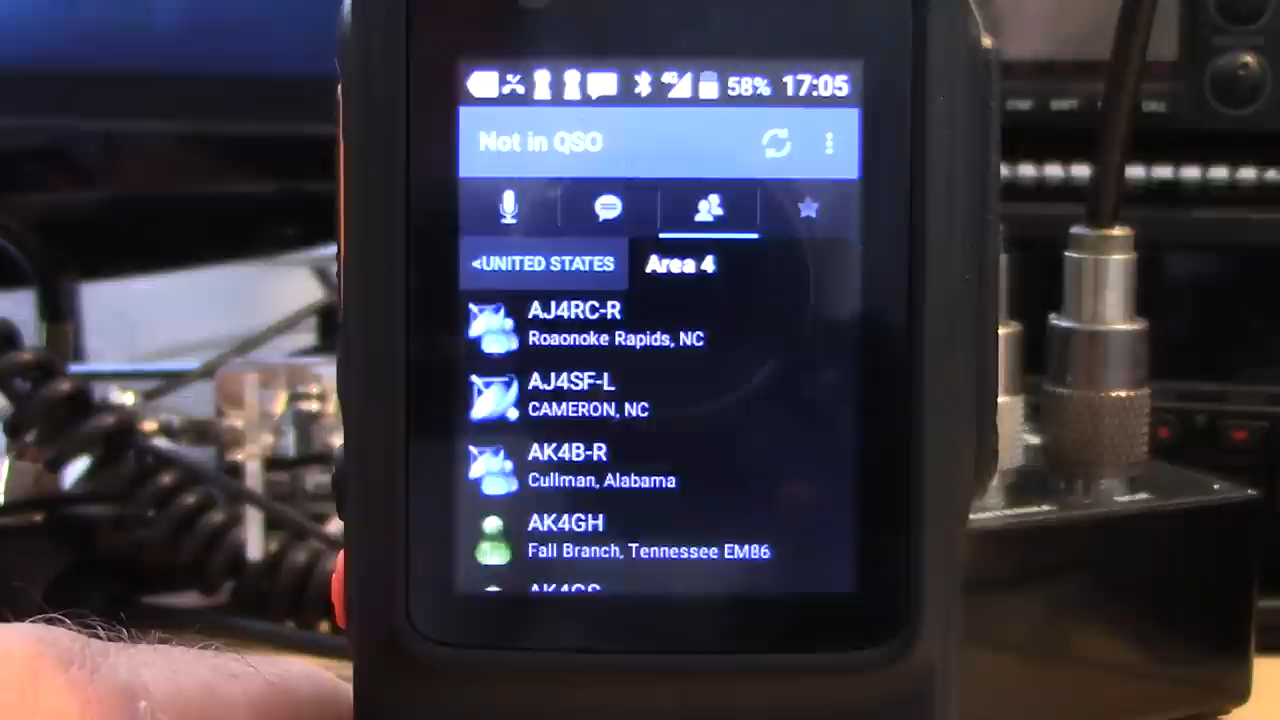 4G 58% 17:05
Not in QSO
<UNITED STATES Area 4
AJ4RC-R
Roaonoke Rapids, NC
AJ4SF-L
CAMERON, NC
AK4B-R
Cullman, Alabama
AK4GH
Fall Branch, Tennessee EM86